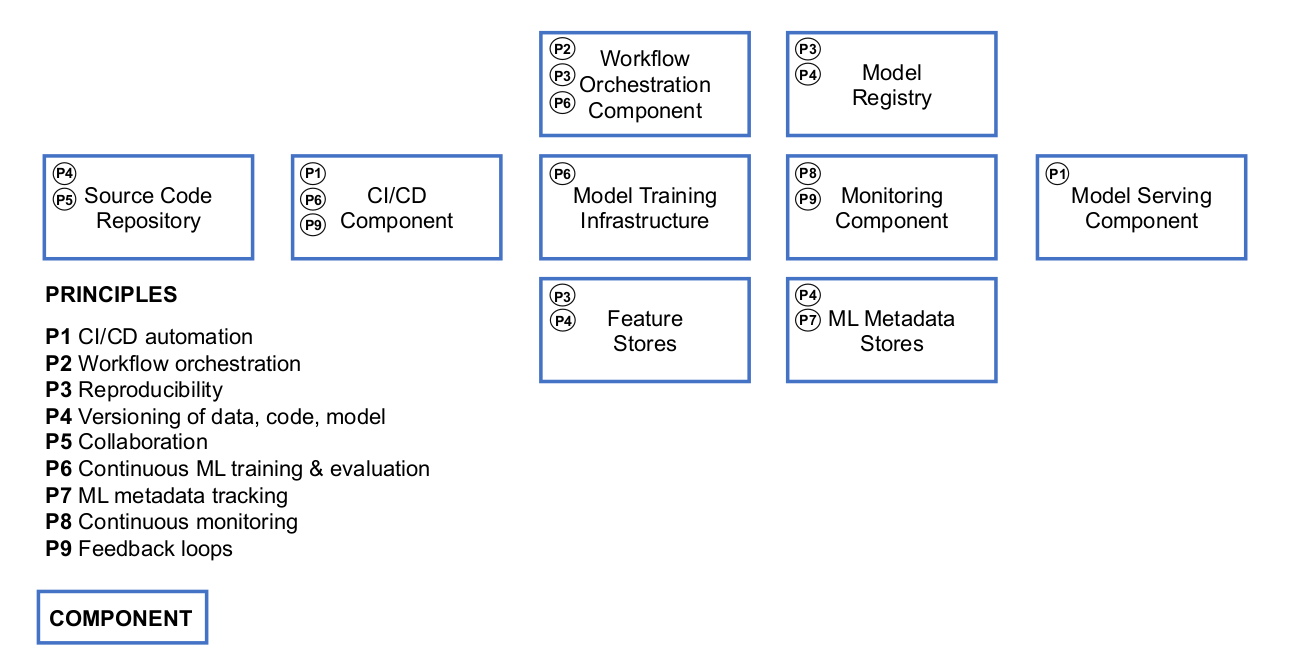 P2
P3
P6
Workflow
Orchestration
Component
P3
P4
Model
Registry
P4
P5
Source Code
Repository
P1
P6
P9
CI/CD
Component
P6
Model Training
Infrastructure
P8
P9
Monitoring
Component
P1
Model Serving
Component
P3
P4
Feature
Stores
P4
P7
ML Metadata
Stores
PRINCIPLES
P1 CI/CD automation
P2 Workflow orchestration
P3 Reproducibility
P4 Versioning of data, code, model
P5 Collaboration
P6 Continuous ML training & evaluation
P7 ML metadata tracking
P8 Continuous monitoring
P9 Feedback loops
COMPONENT